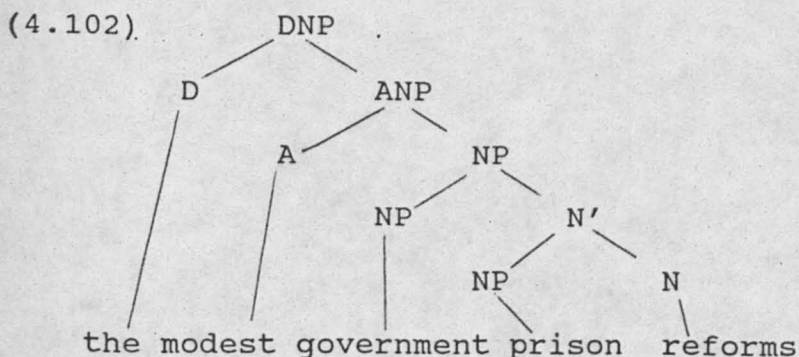 (4.102) DNP
D ANP
A NP
NP N'
NP N
the modest government prison reforms